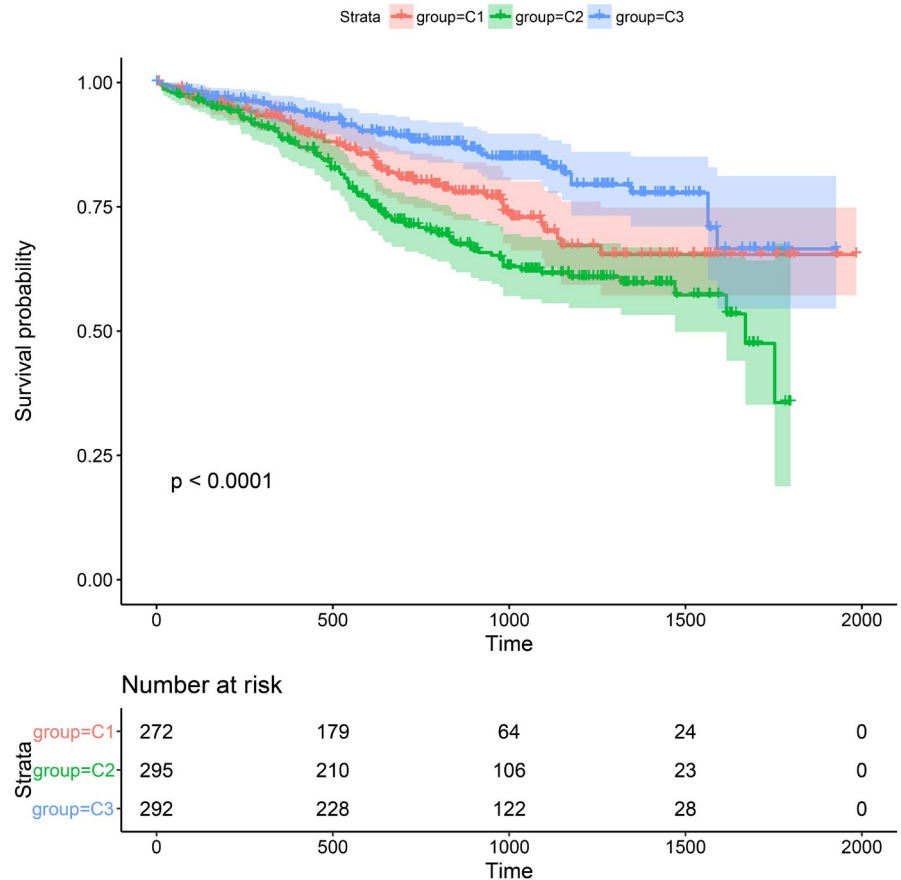 Strata group=C1 group=C2 group=C3
1.00
0.75
0.50
0.25
0.00
Survival probability
p < 0.0001
0 500 1000 1500 2000
Time
Number at risk
Strata
group=C1 272 179 64 24 0
group=C2 295 210 106 23 0
group=C3 292 228 122 28 0
0 500 1000 1500 2000
Time